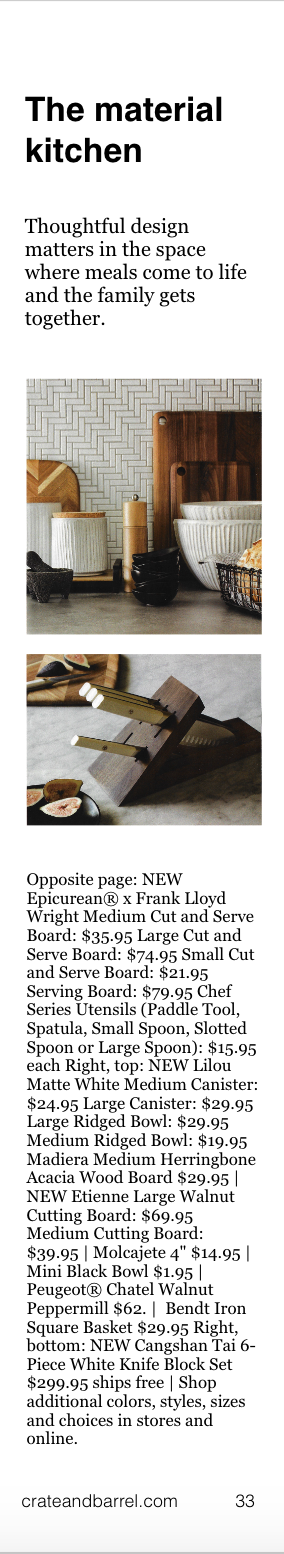 The material
kitchen
Thoughtful design
matters in the space
where meals come to life
and the family gets
together.
Opposite page: NEW
Epicurean® x Frank Lloyd
Wright Medium Cut and Serve
Board: $35.95 Large Cut and
Serve Board: $74.95 Small Cut
and Serve Board: $21.95
Serving Board: $79.95 Chef
Series Utensils (Paddle Tool,
Spatula, Small Spoon, Slotted
Spoon or Large Spoon): $15.95
each Right, top: NEW Lilou
Matte White Medium Canister:
$24.95 Large Canister: $29.95
Large Ridged Bowl: $29.95
Medium Ridged Bowl: $19.95
Madiera Medium Herringbone
Acacia Wood Board $29.95 |
NEW Etienne Large Walnut
Cutting Board: $69.95
Medium Cutting Board:
$39.95 | Molcajete 4" $14.95 |
Mini Black Bowl $1.95 |
Peugeot® Chatel Walnut
Peppermill $62. |  Bendt Iron
Square Basket $29.95 Right,
bottom: NEW Cangshan Tai 6-
Piece White Knife Block Set
$299.95 ships free | Shop
additional colors, styles, sizes
and choices in stores and
online.
crateandbarrel.com 33